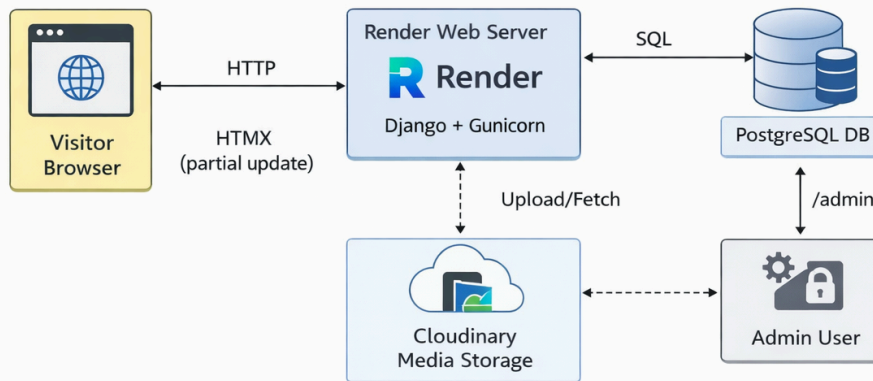 Visitor
Browser
HTTP
HTMX
(partial update)
Render Web Server
Render
Django + Gunicorn
SQL
PostgreSQL DB
Upload/Fetch
/admin
Cloudinary
Media Storage
Admin User